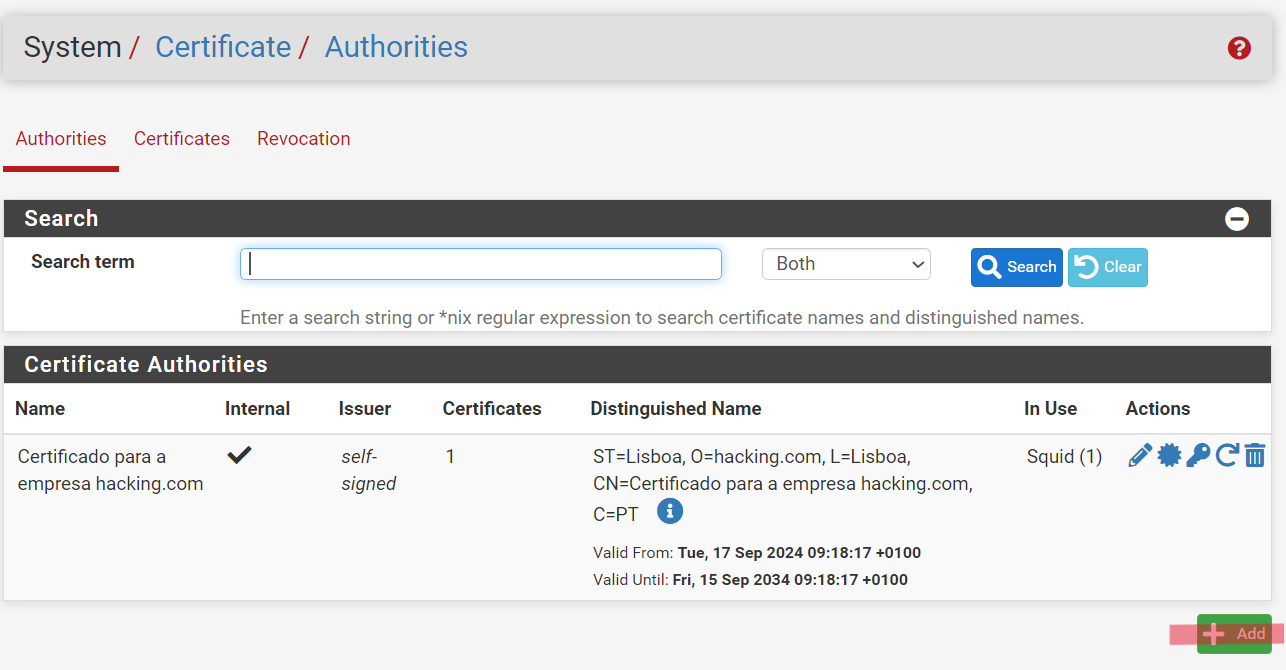 System / Certificate / Authorities
Authorities Certificates Revocation
Search
Search term Both Search Clear
Enter a search string or *nix regular expression to search certificate names and distinguished names.
Certificate Authorities
Name Internal Issuer Certificates Distinguished Name In Use Actions
Certificado para a self- 1 ST=Lisboa, O=hacking.com, L=Lisboa, Squid (1)
empresa hacking.com signed CN=Certificado para a empresa hacking.com,
C=PT
Valid From: Tue, 17 Sep 2024 09:18:17 +0100
Valid Until: Fri, 15 Sep 2034 09:18:17 +0100
Add